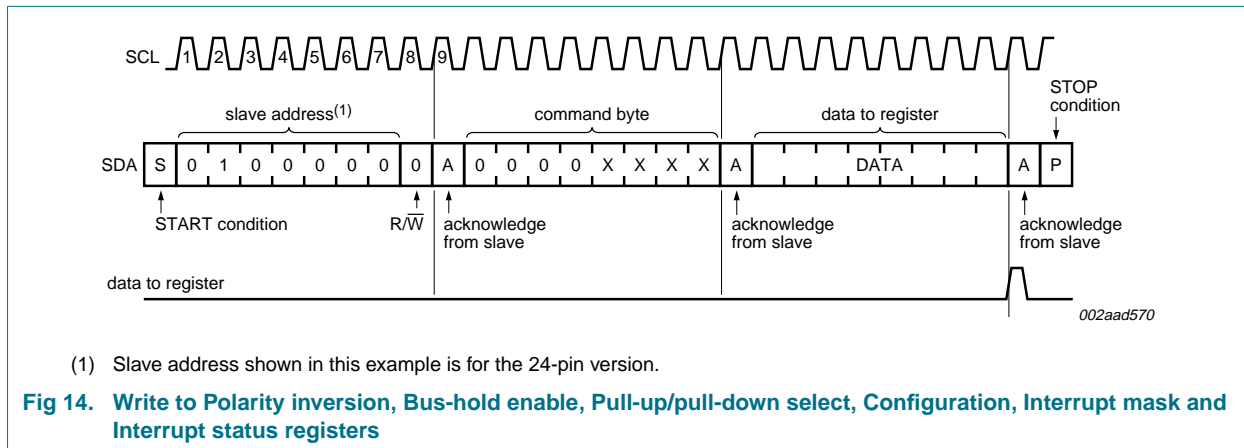 SCL 1 2 3 4 5 6 7 8 9
STOP
condition
slave address(1) command byte data to register
SDA S 0 1 0 0 0 0 0 0 A 0 0 0 0 X X X X A DATA A P
START condition R/W̅ acknowledge
from slave acknowledge
from slave acknowledge
from slave
data to register
002aad570
(1) Slave address shown in this example is for the 24-pin version.
Fig 14. Write to Polarity inversion, Bus-hold enable, Pull-up/pull-down select, Configuration, Interrupt mask and
Interrupt status registers